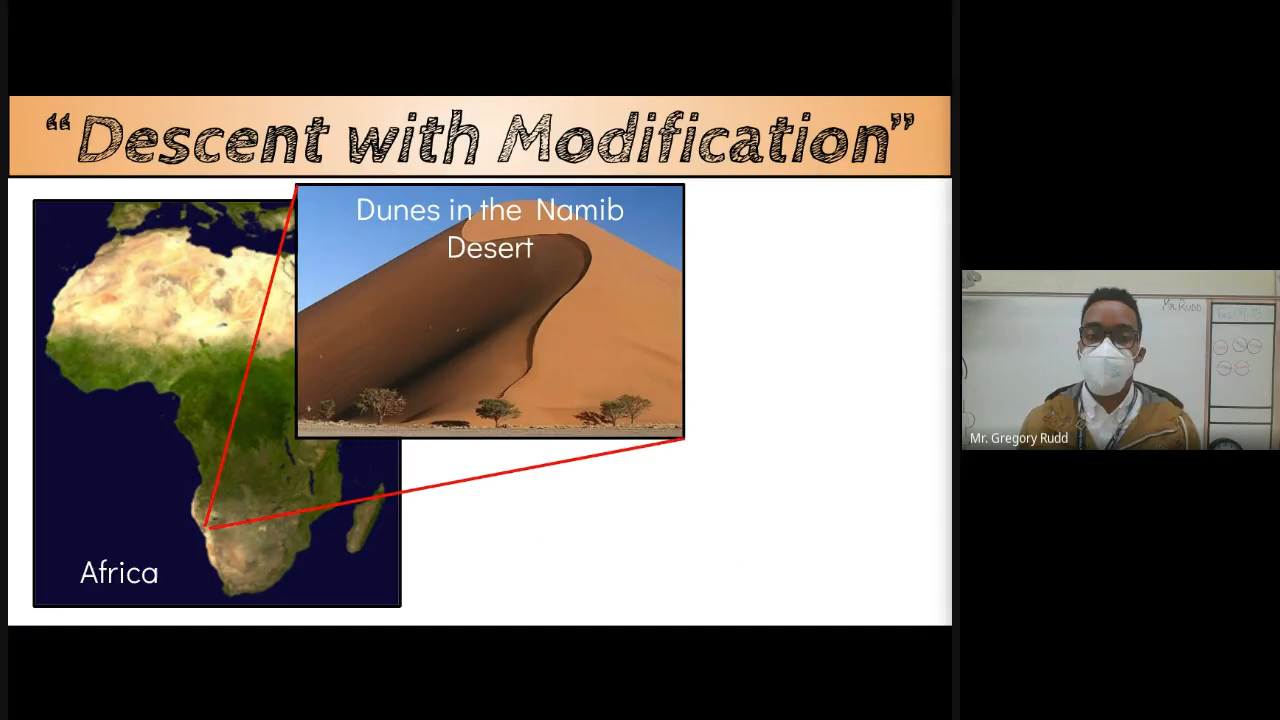 “Descent with Modification”
Dunes in the Namib
Desert
Africa
Mr. Rudd
Mr. Gregory Rudd